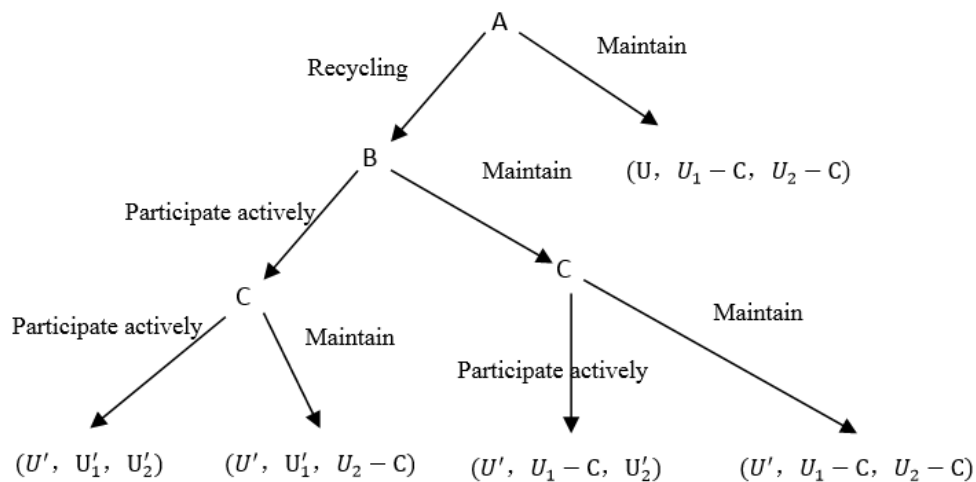 A
Maintain
Recycling
B
Maintain
(U, U₁ − C, U₂ − C)
Participate actively
C
C
Participate actively
Maintain
Maintain
Participate actively
(U′, U′₁, U′₂)
(U′, U′₁, U₂ − C)
(U′, U₁ − C, U′₂)
(U′, U₁ − C, U₂ − C)